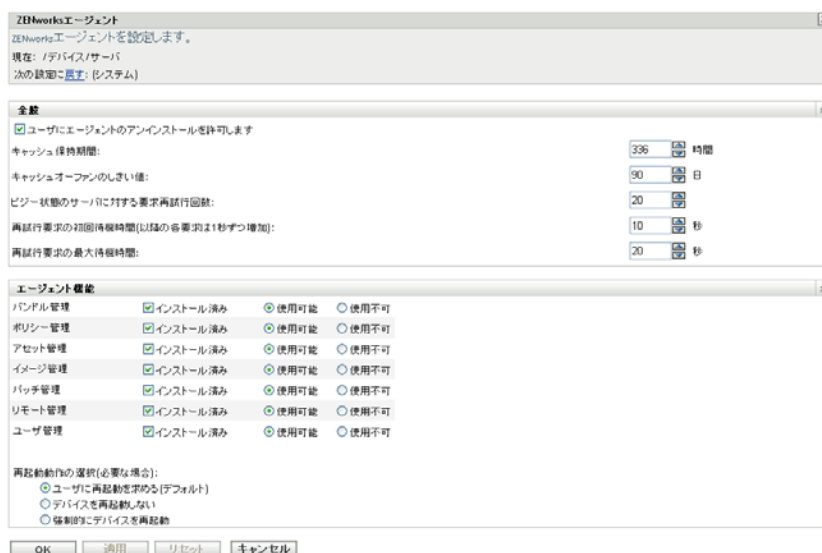 ZENworksエージェント
ZENworksエージェントを設定します。
現在: /デバイス/サーバ
次の設定に戻す: (システム)
全般
ユーザにエージェントのアンインストールを許可します
キャッシュ保持期間: 336 時間
キャッシュオーファンのしきい値: 90 日
ビジー状態のサーバに対する要求再試行回数: 20
再試行要求の初回待機時間(以降の各要求は1秒ずつ増加): 10 秒
再試行要求の最大待機時間: 20 秒
エージェント機能
バンドル管理 インストール済み 使用可能 使用不可
ポリシー管理 インストール済み 使用可能 使用不可
アセット管理 インストール済み 使用可能 使用不可
イメージ管理 インストール済み 使用可能 使用不可
パッチ管理 インストール済み 使用可能 使用不可
リモート管理 インストール済み 使用可能 使用不可
ユーザ管理 インストール済み 使用可能 使用不可
再起動動作の選択(必要な場合):
ユーザに再起動を求める(デフォルト)
デバイスを再起動しない
強制的にデバイスを再起動
OK 適用 リセット キャンセル